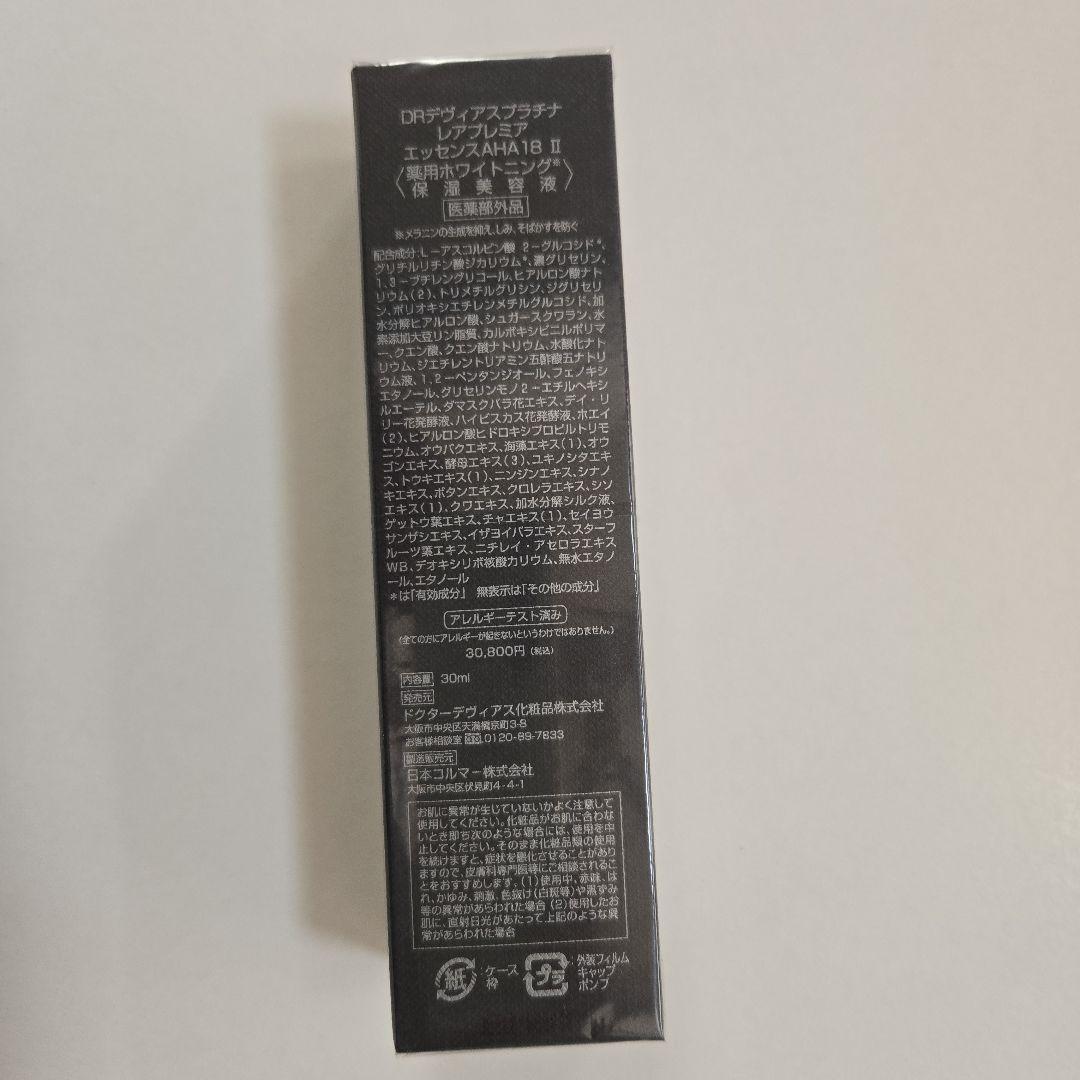 DRデヴィアスプラチナ
レアプレミア
エッセンスAHA18 Ⅱ
〈薬用ホワイトニング※
保湿美容液〉
医薬部外品
※メラニンの生成を抑え、しみ、そばかすを防ぐ
配合成分:L-アスコルビン酸 2-グルコシド*、
グリチルリチン酸ジカリウム*、濃グリセリン、
1,3-ブチレングリコール、ヒアルロン酸ナト
リウム(2)、トリメチルグリシン、ジグリセリ
ン、ポリオキシエチレンメチルグルコシド、加
水分解ヒアルロン酸、シュガースクワラン、水
素添加大豆リン脂質、カルボキシビニルポリマ
ー、クエン酸、クエン酸ナトリウム、水酸化ナト
リウム、ジエチレントリアミン五酢酸五ナトリ
ウム液、1,2-ペンタンジオール、フェノキシ
エタノール、グリセリンモノ2-エチルヘキシ
ルエーテル、ダマスクバラ花エキス、デイ・リ
リー花発酵液、ハイビスカス花発酵液、ホエイ
(2)、ヒアルロン酸ヒドロキシプロピルトリモ
ニウム、オウバクエキス、海藻エキス(1)、オウ
ゴンエキス、酵母エキス(3)、ユキノシタエキ
ス、トウキエキス(1)、ニンジンエキス、シナノ
キエキス、ボタンエキス、クロレラエキス、シソ
エキス(1)、クワエキス、加水分解シルク液、
ゲットウ葉エキス、チャエキス(1)、セイヨウ
サンザシエキス、イザヨイバラエキス、スターフ
ルーツ葉エキス、ニチレイ・アセロラエキス
WB、デオキシリボ核酸カリウム、無水エタノ
ール、エタノール
*は「有効成分」 無表示は「その他の成分」
アレルギーテスト済み
(全ての方にアレルギーが起きないというわけではありません。)
30,800円(税込)
内容量 30ml
発売元
ドクターデヴィアス化粧品株式会社
大阪市中央区天満橋京町3-8
お客様相談室 0120-89-7833
製造販売元
日本コルマー株式会社
大阪市中央区伏見町4-4-1
お肌に異常が生じていないかよく注意して
使用してください。化粧品がお肌に合わな
いとき即ち次のような場合には、使用を中
止してください。そのまま化粧品類の使用
を続けますと、症状を悪化させることがあり
ますので、皮膚科専門医等にご相談されるこ
とをおすすめします。(1)使用中、赤味、は
れ、かゆみ、刺激、色抜け(白斑等)や黒ずみ
等の異常があらわれた場合 (2)使用したお
肌に、直射日光があたって上記のような異
常があらわれた場合
紙 :ケース
枠
プラ :外装フィルム
キャップ
ポンプ